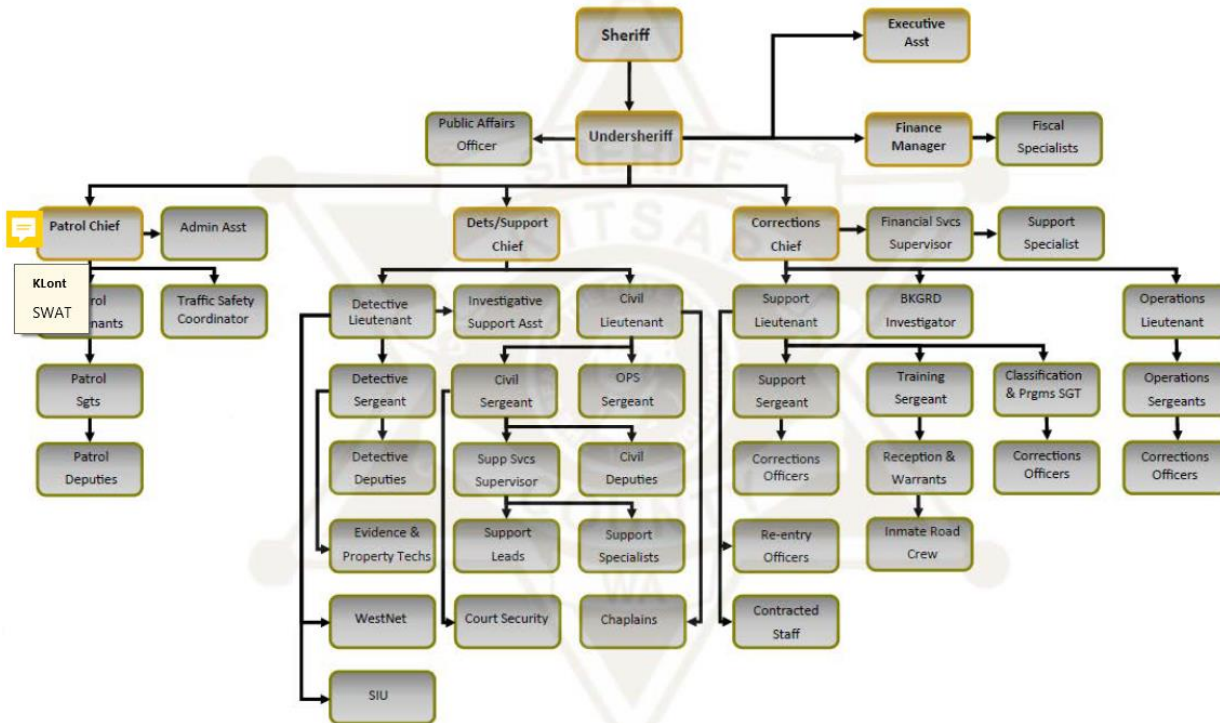 Sheriff
Executive
Asst
Public Affairs
Officer
Undersheriff
Finance
Manager
Fiscal
Specialists
Patrol Chief
Admin Asst
Dets/Support
Chief
Corrections
Chief
Financial Svcs
Supervisor
Support
Specialist
KLont
SWAT
Traffic Safety
Coordinator
Detective
Lieutenant
Investigative
Support Asst
Civil
Lieutenant
Support
Lieutenant
BKGRD
Investigator
Operations
Lieutenant
Patrol
Sgts
Detective
Sergeant
Civil
Sergeant
OPS
Sergeant
Support
Sergeant
Training
Sergeant
Classification
& Prgms SGT
Operations
Sergeants
Patrol
Deputies
Detective
Deputies
Supp Svcs
Supervisor
Civil
Deputies
Corrections
Officers
Reception &
Warrants
Corrections
Officers
Corrections
Officers
Evidence &
Property Techs
Support
Leads
Support
Specialists
Re-entry
Officers
Inmate Road
Crew
WestNet
Court Security
Chaplains
Contracted
Staff
SIU
SHERIFF
KITSAP
COUNTY
WA